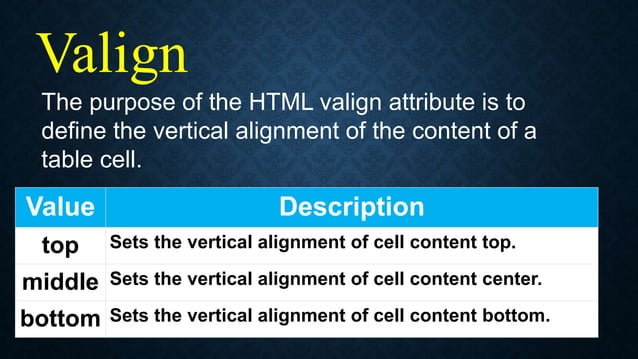 Valign
The purpose of the HTML valign attribute is to
define the vertical alignment of the content of a
table cell.
Value Description
top Sets the vertical alignment of cell content top.
middle Sets the vertical alignment of cell content center.
bottom Sets the vertical alignment of cell content bottom.